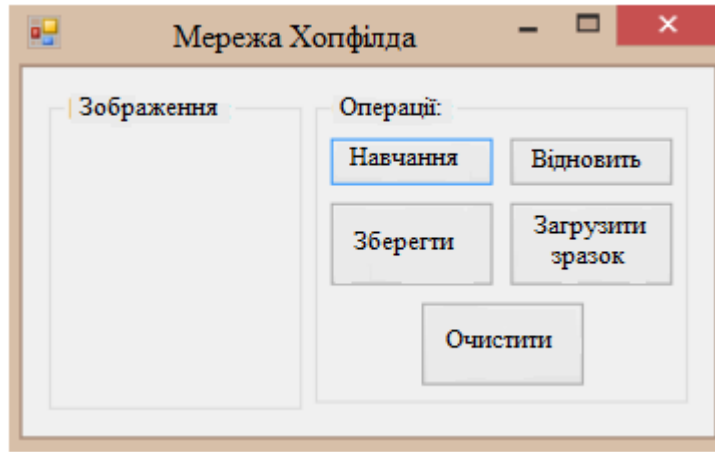 Мережа Хопфілда
Зображення
Операції:
Навчання
Відновить
Зберегти
Загрузити
зразок
Очистити